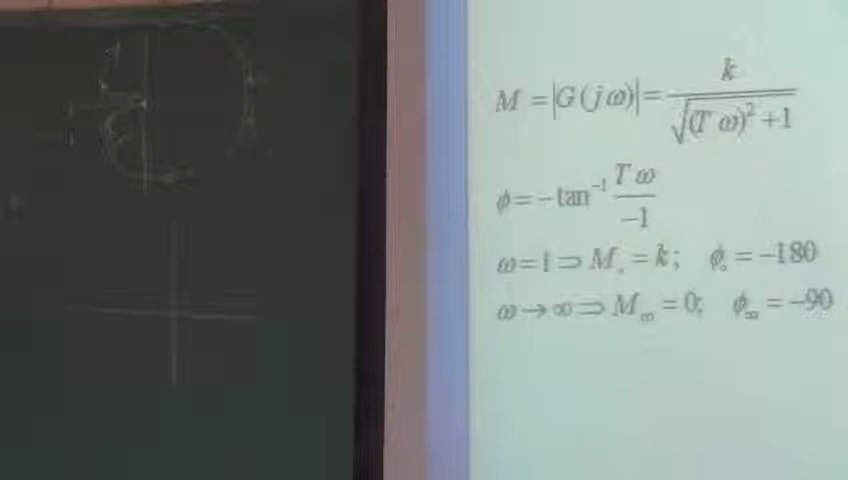 M = |G(jω)| = k / √((Tω)² + 1)
ϕ = −tan⁻¹ Tω / −1
ω = 1 ⊃ M₀ = k; ϕ₀ = −180
ω → ∞ ⊃ M∞ = 0; ϕ∞ = −90